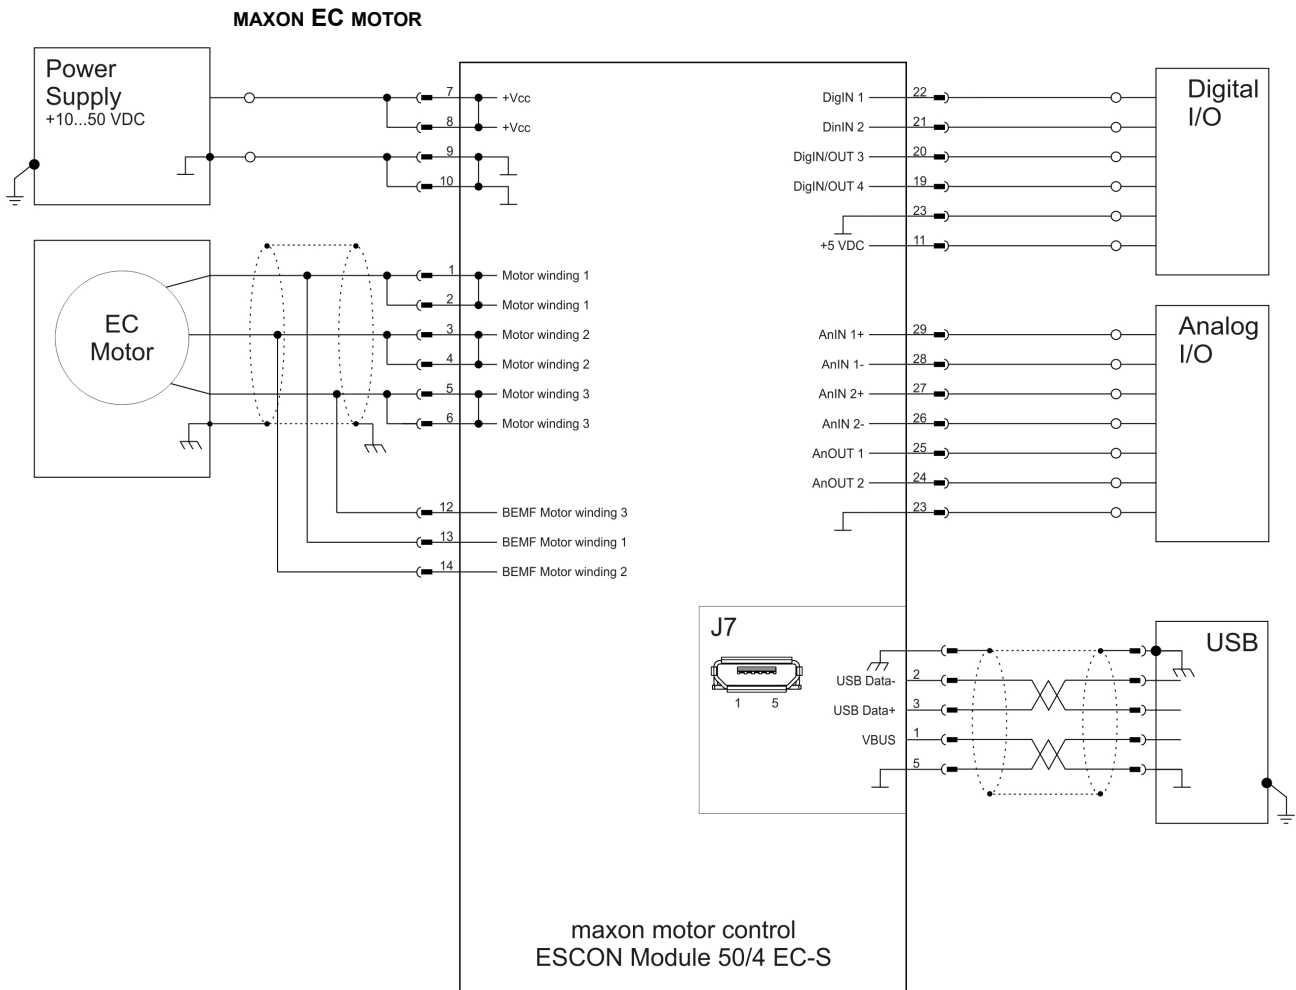 MAXON EC MOTOR
Power
Supply
+10...50 VDC
7 +Vcc
8 +Vcc
9
10
EC
Motor
1 Motor winding 1
2 Motor winding 1
3 Motor winding 2
4 Motor winding 2
5 Motor winding 3
6 Motor winding 3
12 BEMF Motor winding 3
13 BEMF Motor winding 1
14 BEMF Motor winding 2
DigIN 1 22
DinIN 2 21
DigIN/OUT 3 20
DigIN/OUT 4 19
23
+5 VDC 11
Digital
I/O
AnIN 1+ 29
AnIN 1- 28
AnIN 2+ 27
AnIN 2- 26
AnOUT 1 25
AnOUT 2 24
23
Analog
I/O
J7
1 5
USB Data- 2
USB Data+ 3
VBUS 1
5
USB
maxon motor control
ESCON Module 50/4 EC-S